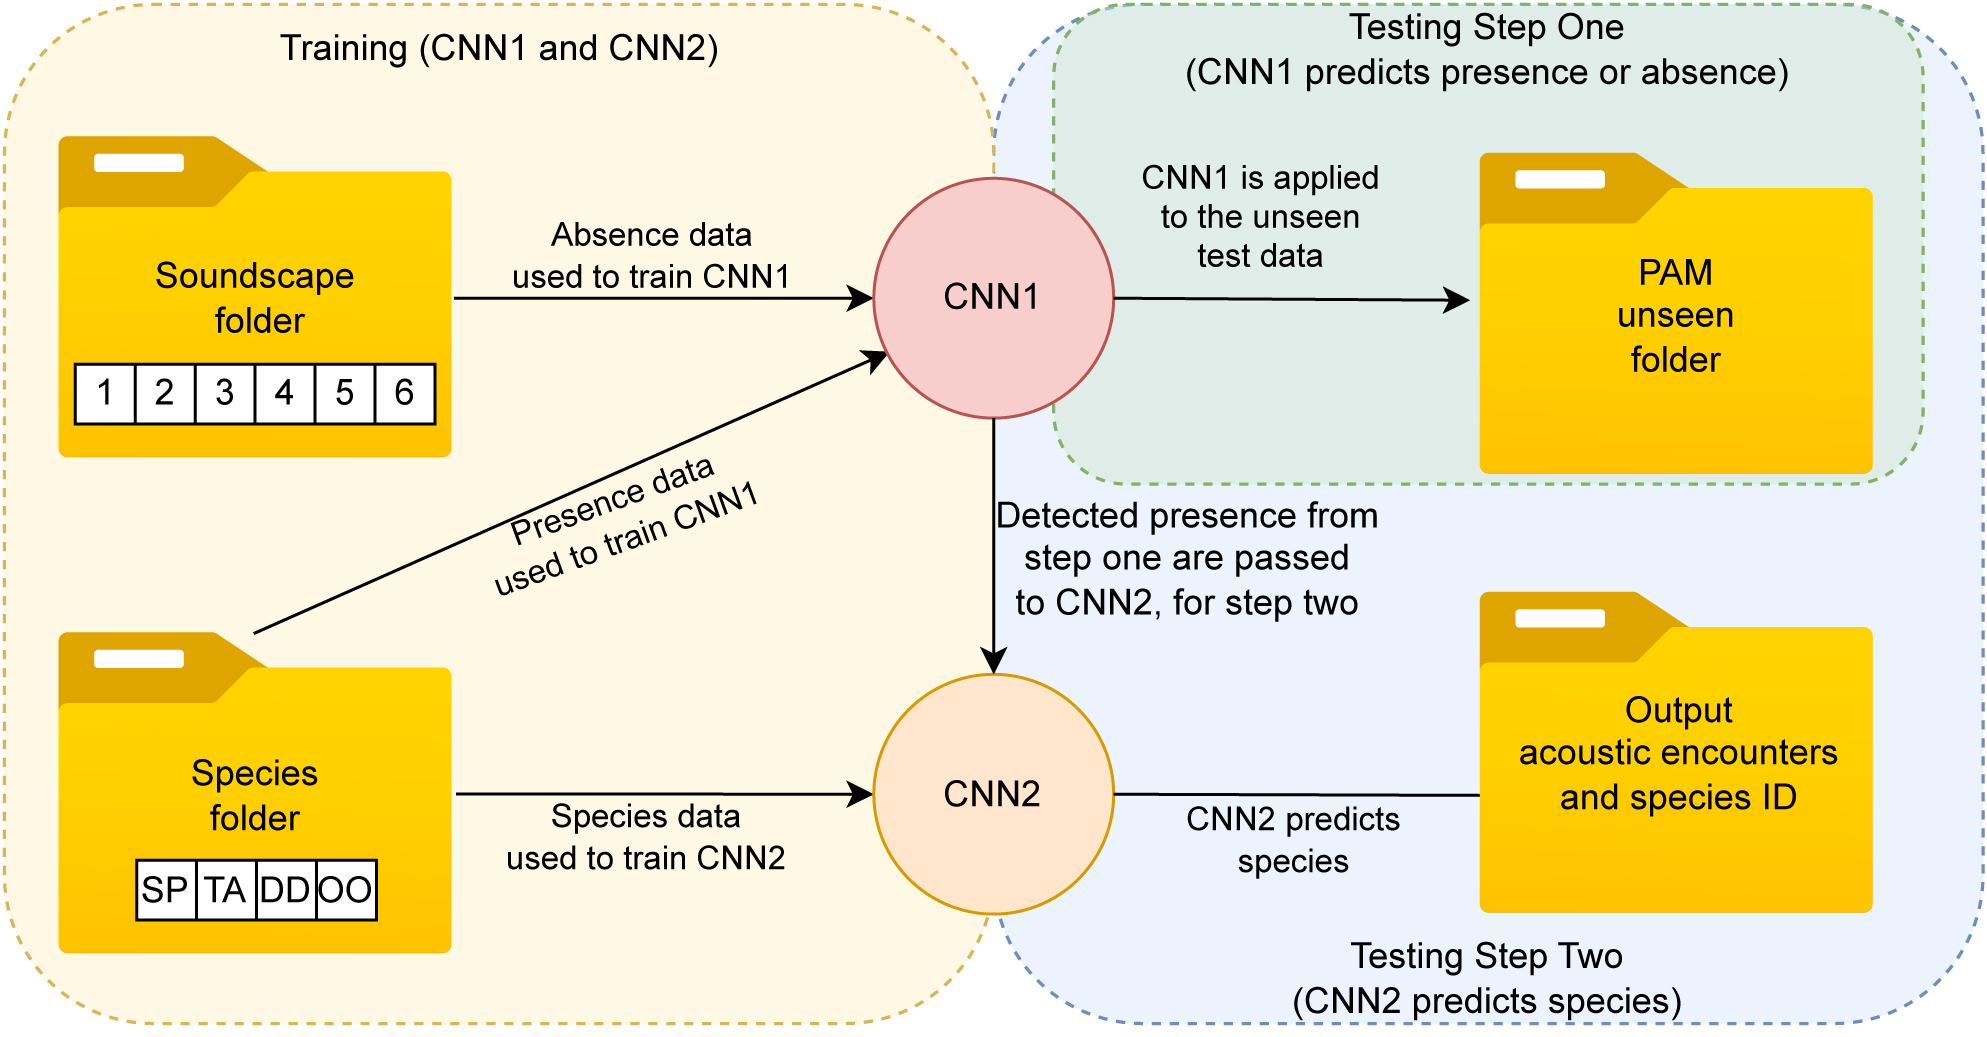 Training (CNN1 and CNN2)
Testing Step One
(CNN1 predicts presence or absence)
Soundscape
folder
1 2 3 4 5 6
Absence data
used to train CNN1
CNN1
CNN1 is applied
to the unseen
test data
PAM
unseen
folder
Presence data
used to train CNN1
Detected presence from
step one are passed
to CNN2, for step two
Species
folder
SP TA DD OO
Species data
used to train CNN2
CNN2
CNN2 predicts
species
Output
acoustic encounters
and species ID
Testing Step Two
(CNN2 predicts species)